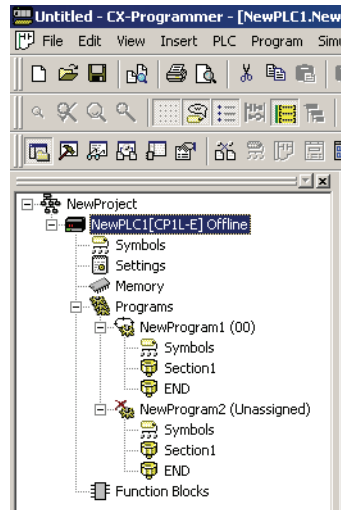 Untitled - CX-Programmer - [NewPLC1.New
File Edit View Insert PLC Program Simu
NewProject
NewPLC1[CP1L-E] Offline
Symbols
Settings
Memory
Programs
NewProgram1 (00)
Symbols
Section1
END
NewProgram2 (Unassigned)
Symbols
Section1
END
Function Blocks